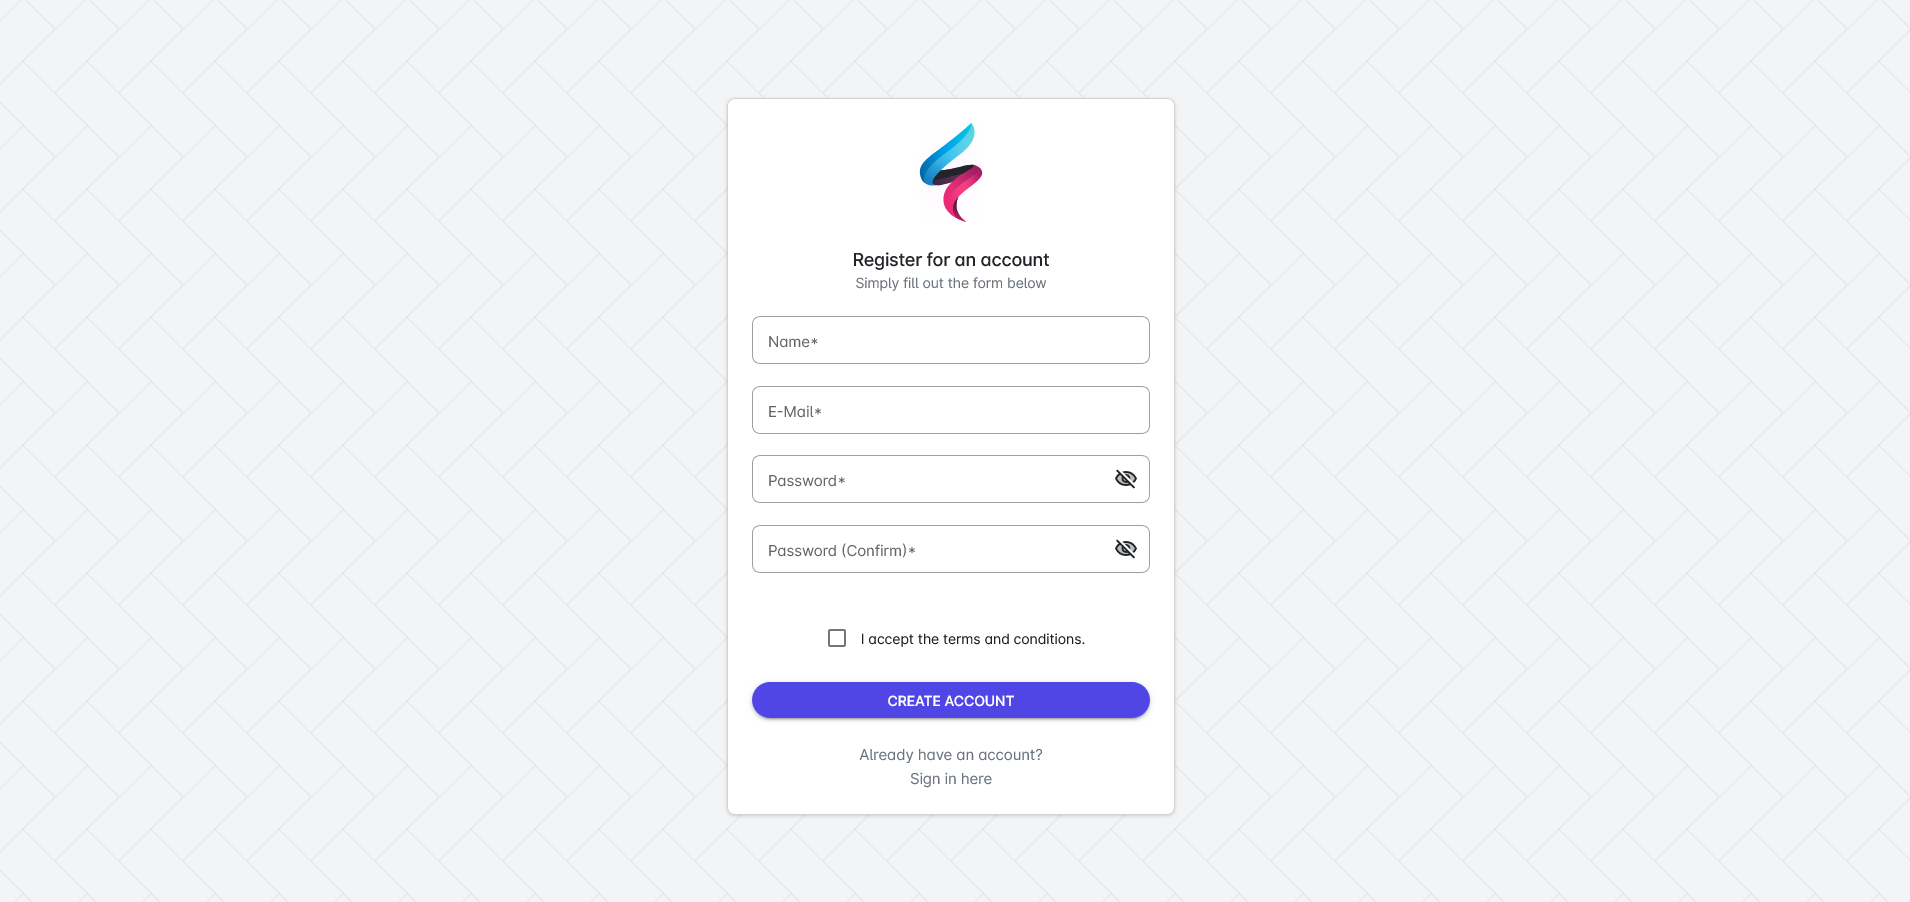 Register for an account
Simply fill out the form below
Name*
E-Mail*
Password*
Password (Confirm)*
I accept the terms and conditions.
CREATE ACCOUNT
Already have an account?
Sign in here